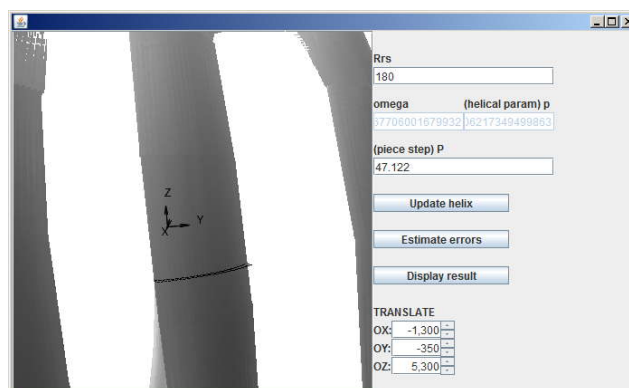 Z
Y
X
Rrs
180
omega (helical param) p
67706001679932 06217349499863
(piece step) P
47.122
Update helix
Estimate errors
Display result
TRANSLATE
OX: -1,300
OY: -350
OZ: 5,300